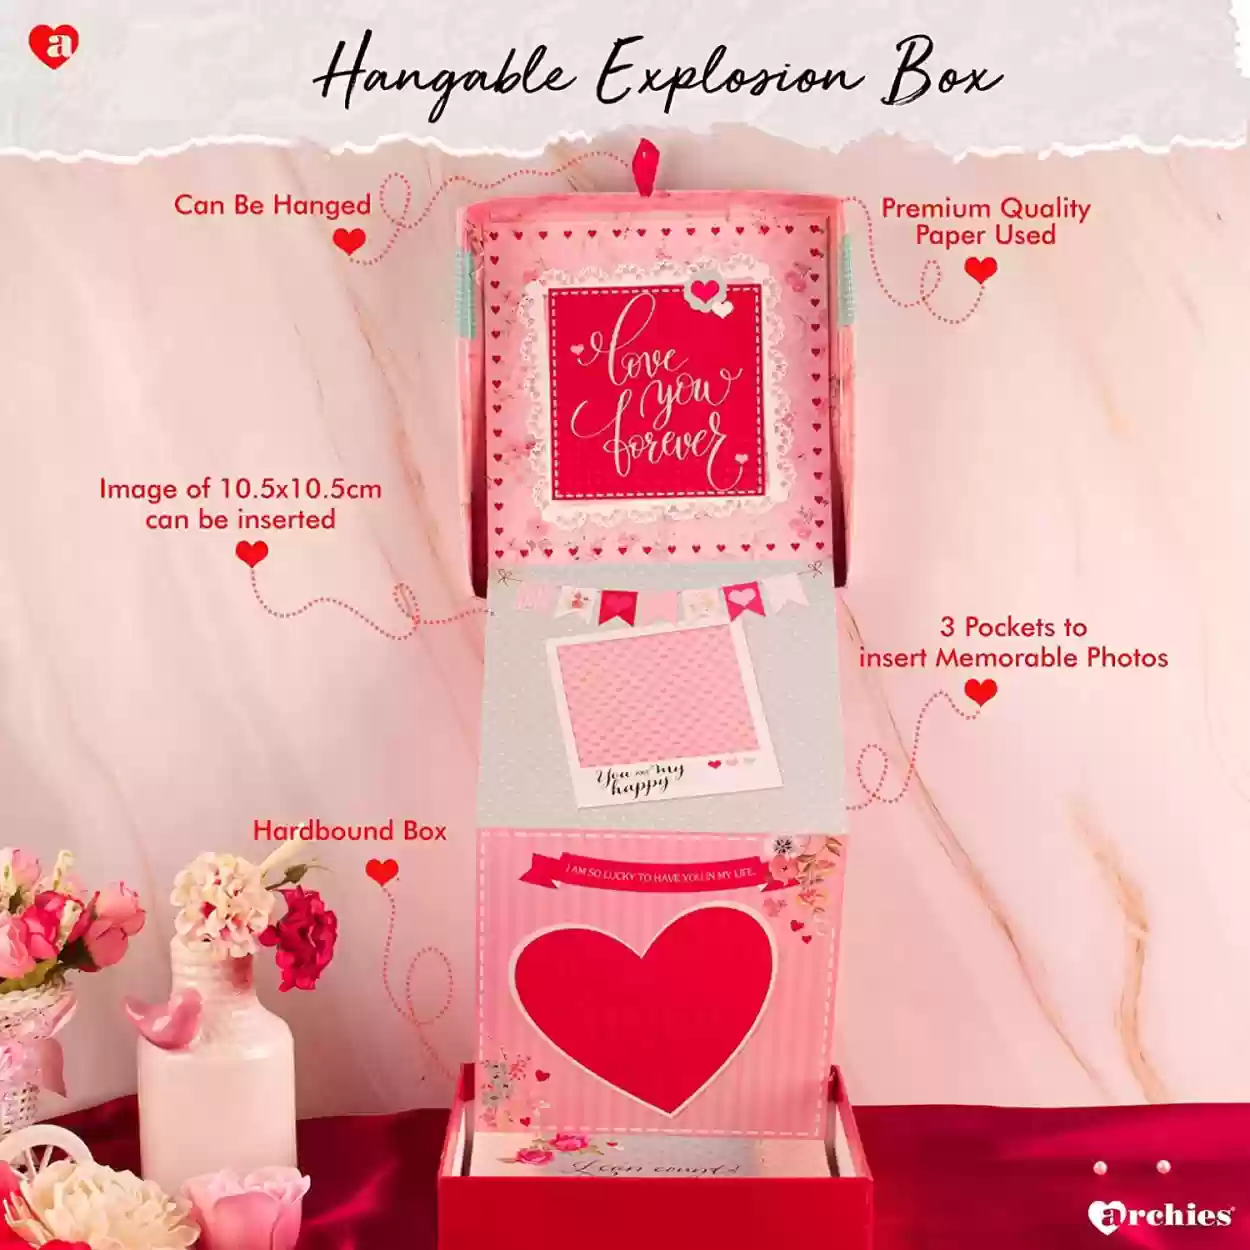 a
Hangable Explosion Box
Can Be Hanged
Premium Quality
Paper Used
love
you
forever
Image of 10.5x10.5cm
can be inserted
3 Pockets to
insert Memorable Photos
You are my
happy
Hardbound Box
I AM SO LUCKY TO HAVE YOU IN MY LIFE.
archies